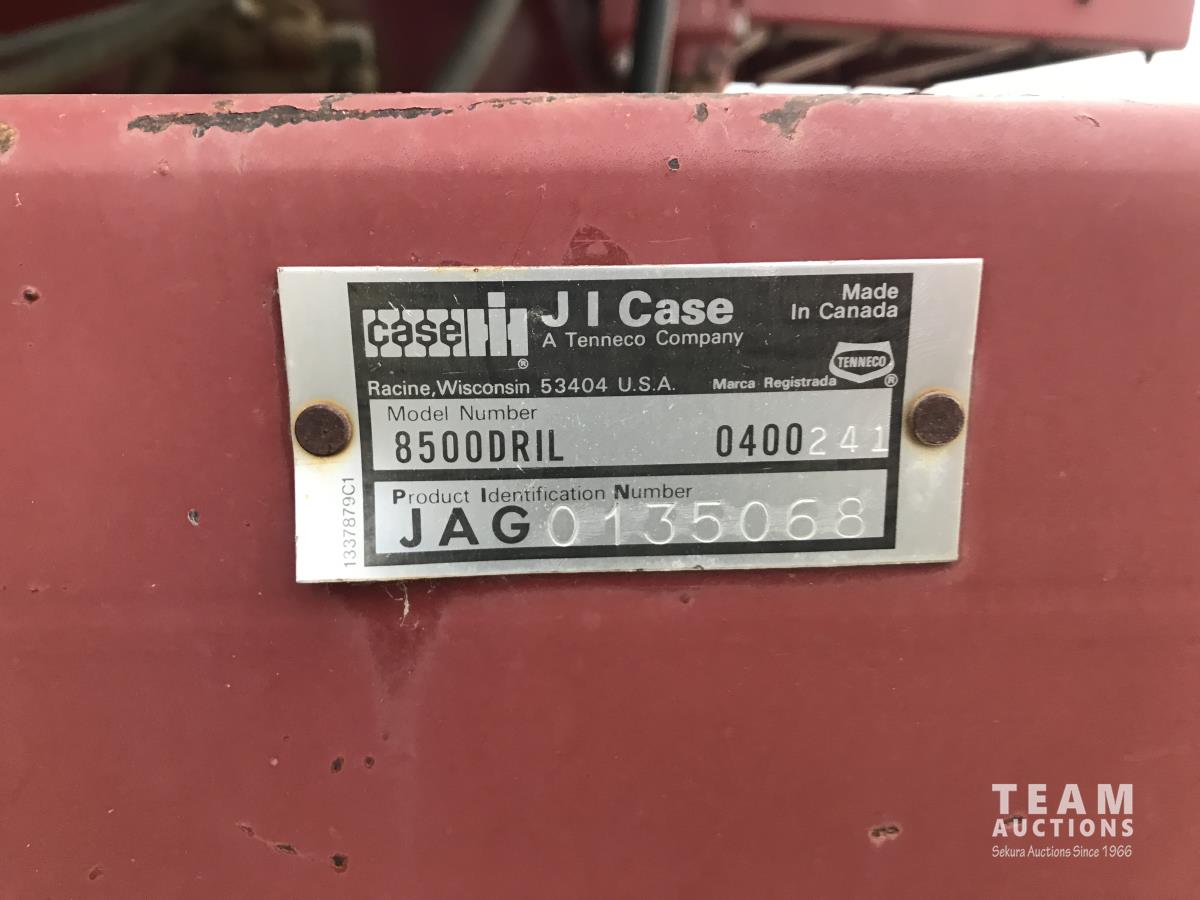 case IH ® J I Case
A Tenneco Company
Made
In Canada
TENNECO ®
Racine, Wisconsin 53404 U.S.A. Marca Registrada
Model Number
8500DRIL 0400241
Product Identification Number
JAG0135068
1337879C1
TEAM
AUCTIONS
Sekura Auctions Since 1966